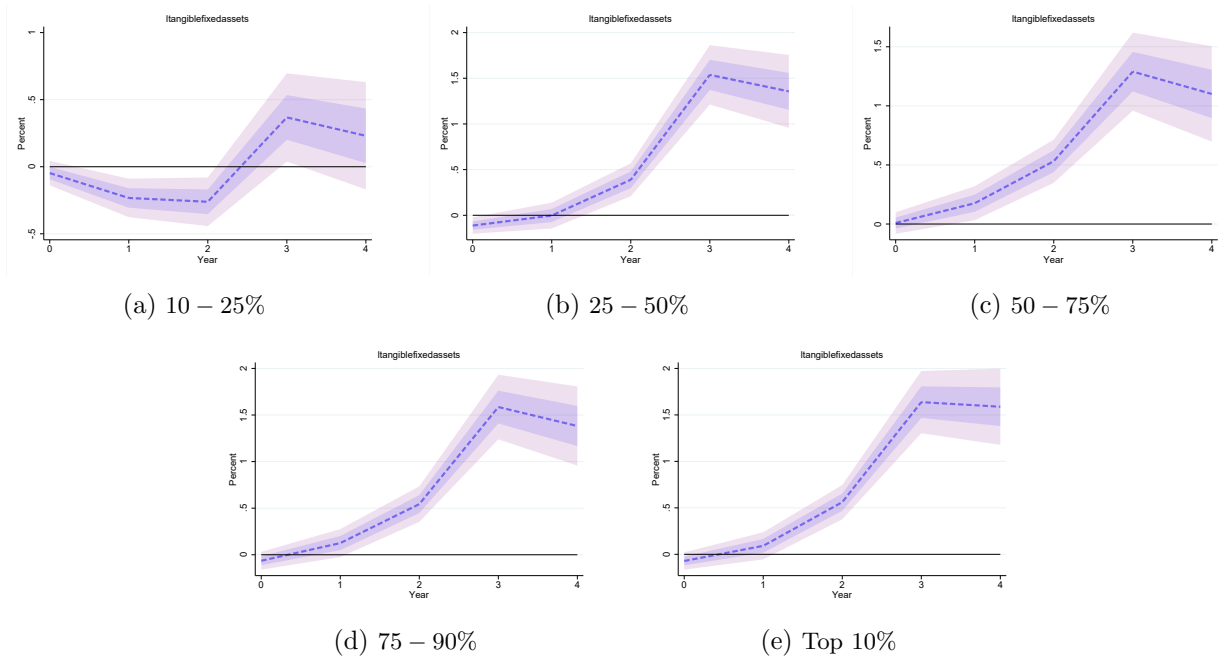 ltangiblefixedassets
1
.5
0
-.5
Percent
0 1 2 3 4
Year
(a) 10 – 25%
ltangiblefixedassets
2
1.5
1
.5
0
Percent
0 1 2 3 4
Year
(b) 25 – 50%
ltangiblefixedassets
1.5
1
.5
0
Percent
0 1 2 3 4
Year
(c) 50 – 75%
ltangiblefixedassets
2
1.5
1
.5
0
Percent
0 1 2 3 4
Year
(d) 75 – 90%
ltangiblefixedassets
2
1.5
1
.5
0
Percent
0 1 2 3 4
Year
(e) Top 10%